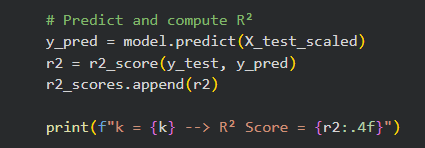 # Predict and compute R²
y_pred = model.predict(X_test_scaled)
r2 = r2_score(y_test, y_pred)
r2_scores.append(r2)
print(f"k = {k} --> R² Score = {r2:.4f}")